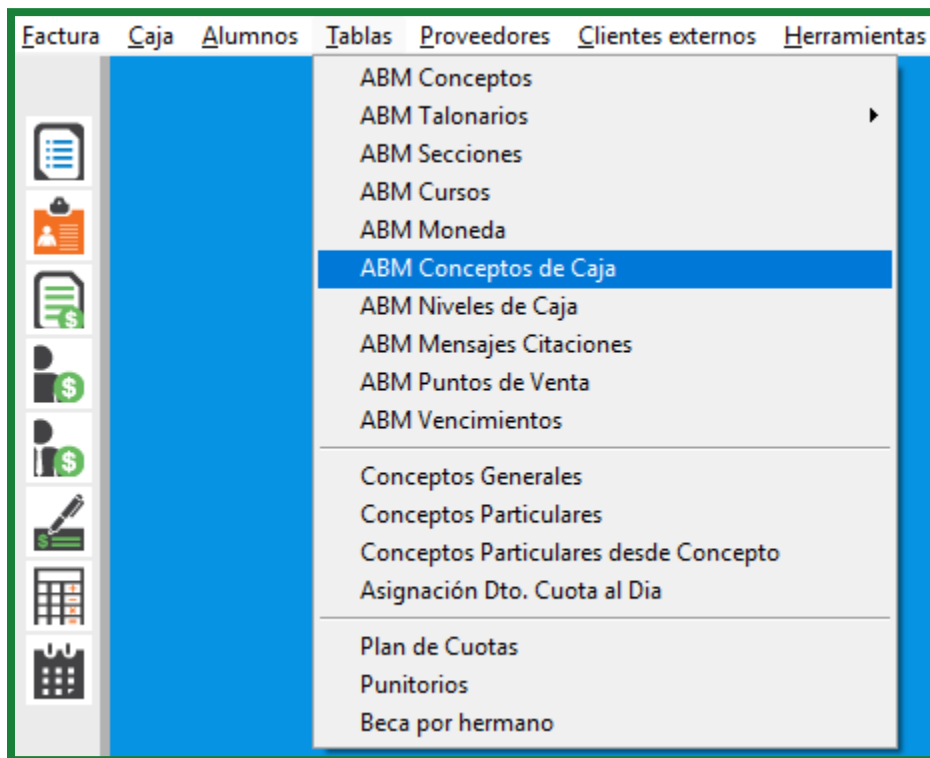 Factura Caja Alumnos Tablas Proveedores Clientes externos Herramientas
ABM Conceptos
ABM Talonarios
ABM Secciones
ABM Cursos
ABM Moneda
ABM Conceptos de Caja
ABM Niveles de Caja
ABM Mensajes Citaciones
ABM Puntos de Venta
ABM Vencimientos
Conceptos Generales
Conceptos Particulares
Conceptos Particulares desde Concepto
Asignación Dto. Cuota al Dia
Plan de Cuotas
Punitorios
Beca por hermano